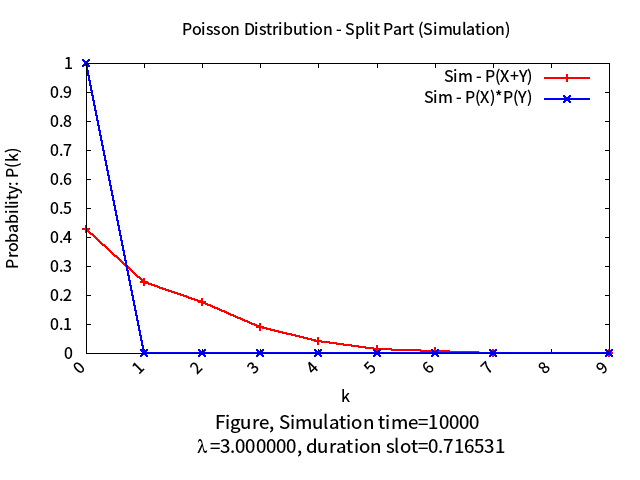 Poisson Distribution - Split Part (Simulation)
Sim - P(X+Y)
Sim - P(X)*P(Y)
Probability: P(k)
1
0.9
0.8
0.7
0.6
0.5
0.4
0.3
0.2
0.1
0
0 1 2 3 4 5 6 7 8 9
k
Figure, Simulation time=10000
λ=3.000000, duration slot=0.716531